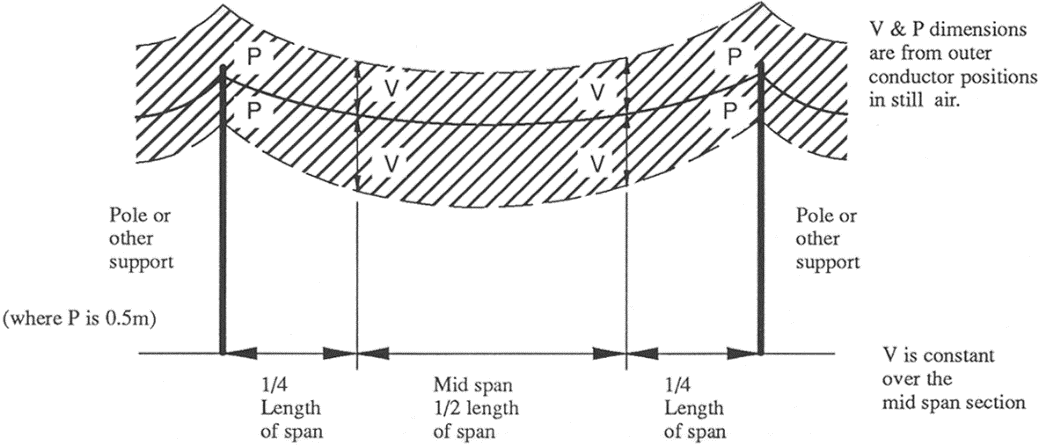 V & P dimensions
are from outer
conductor positions
in still air.
P
P
V
V
P
P
V
V
Pole or
other
support
Pole or
other
support
(where P is 0.5m)
1/4
Length
of span
Mid span
1/2 length
of span
1/4
Length
of span
V is constant
over the
mid span section